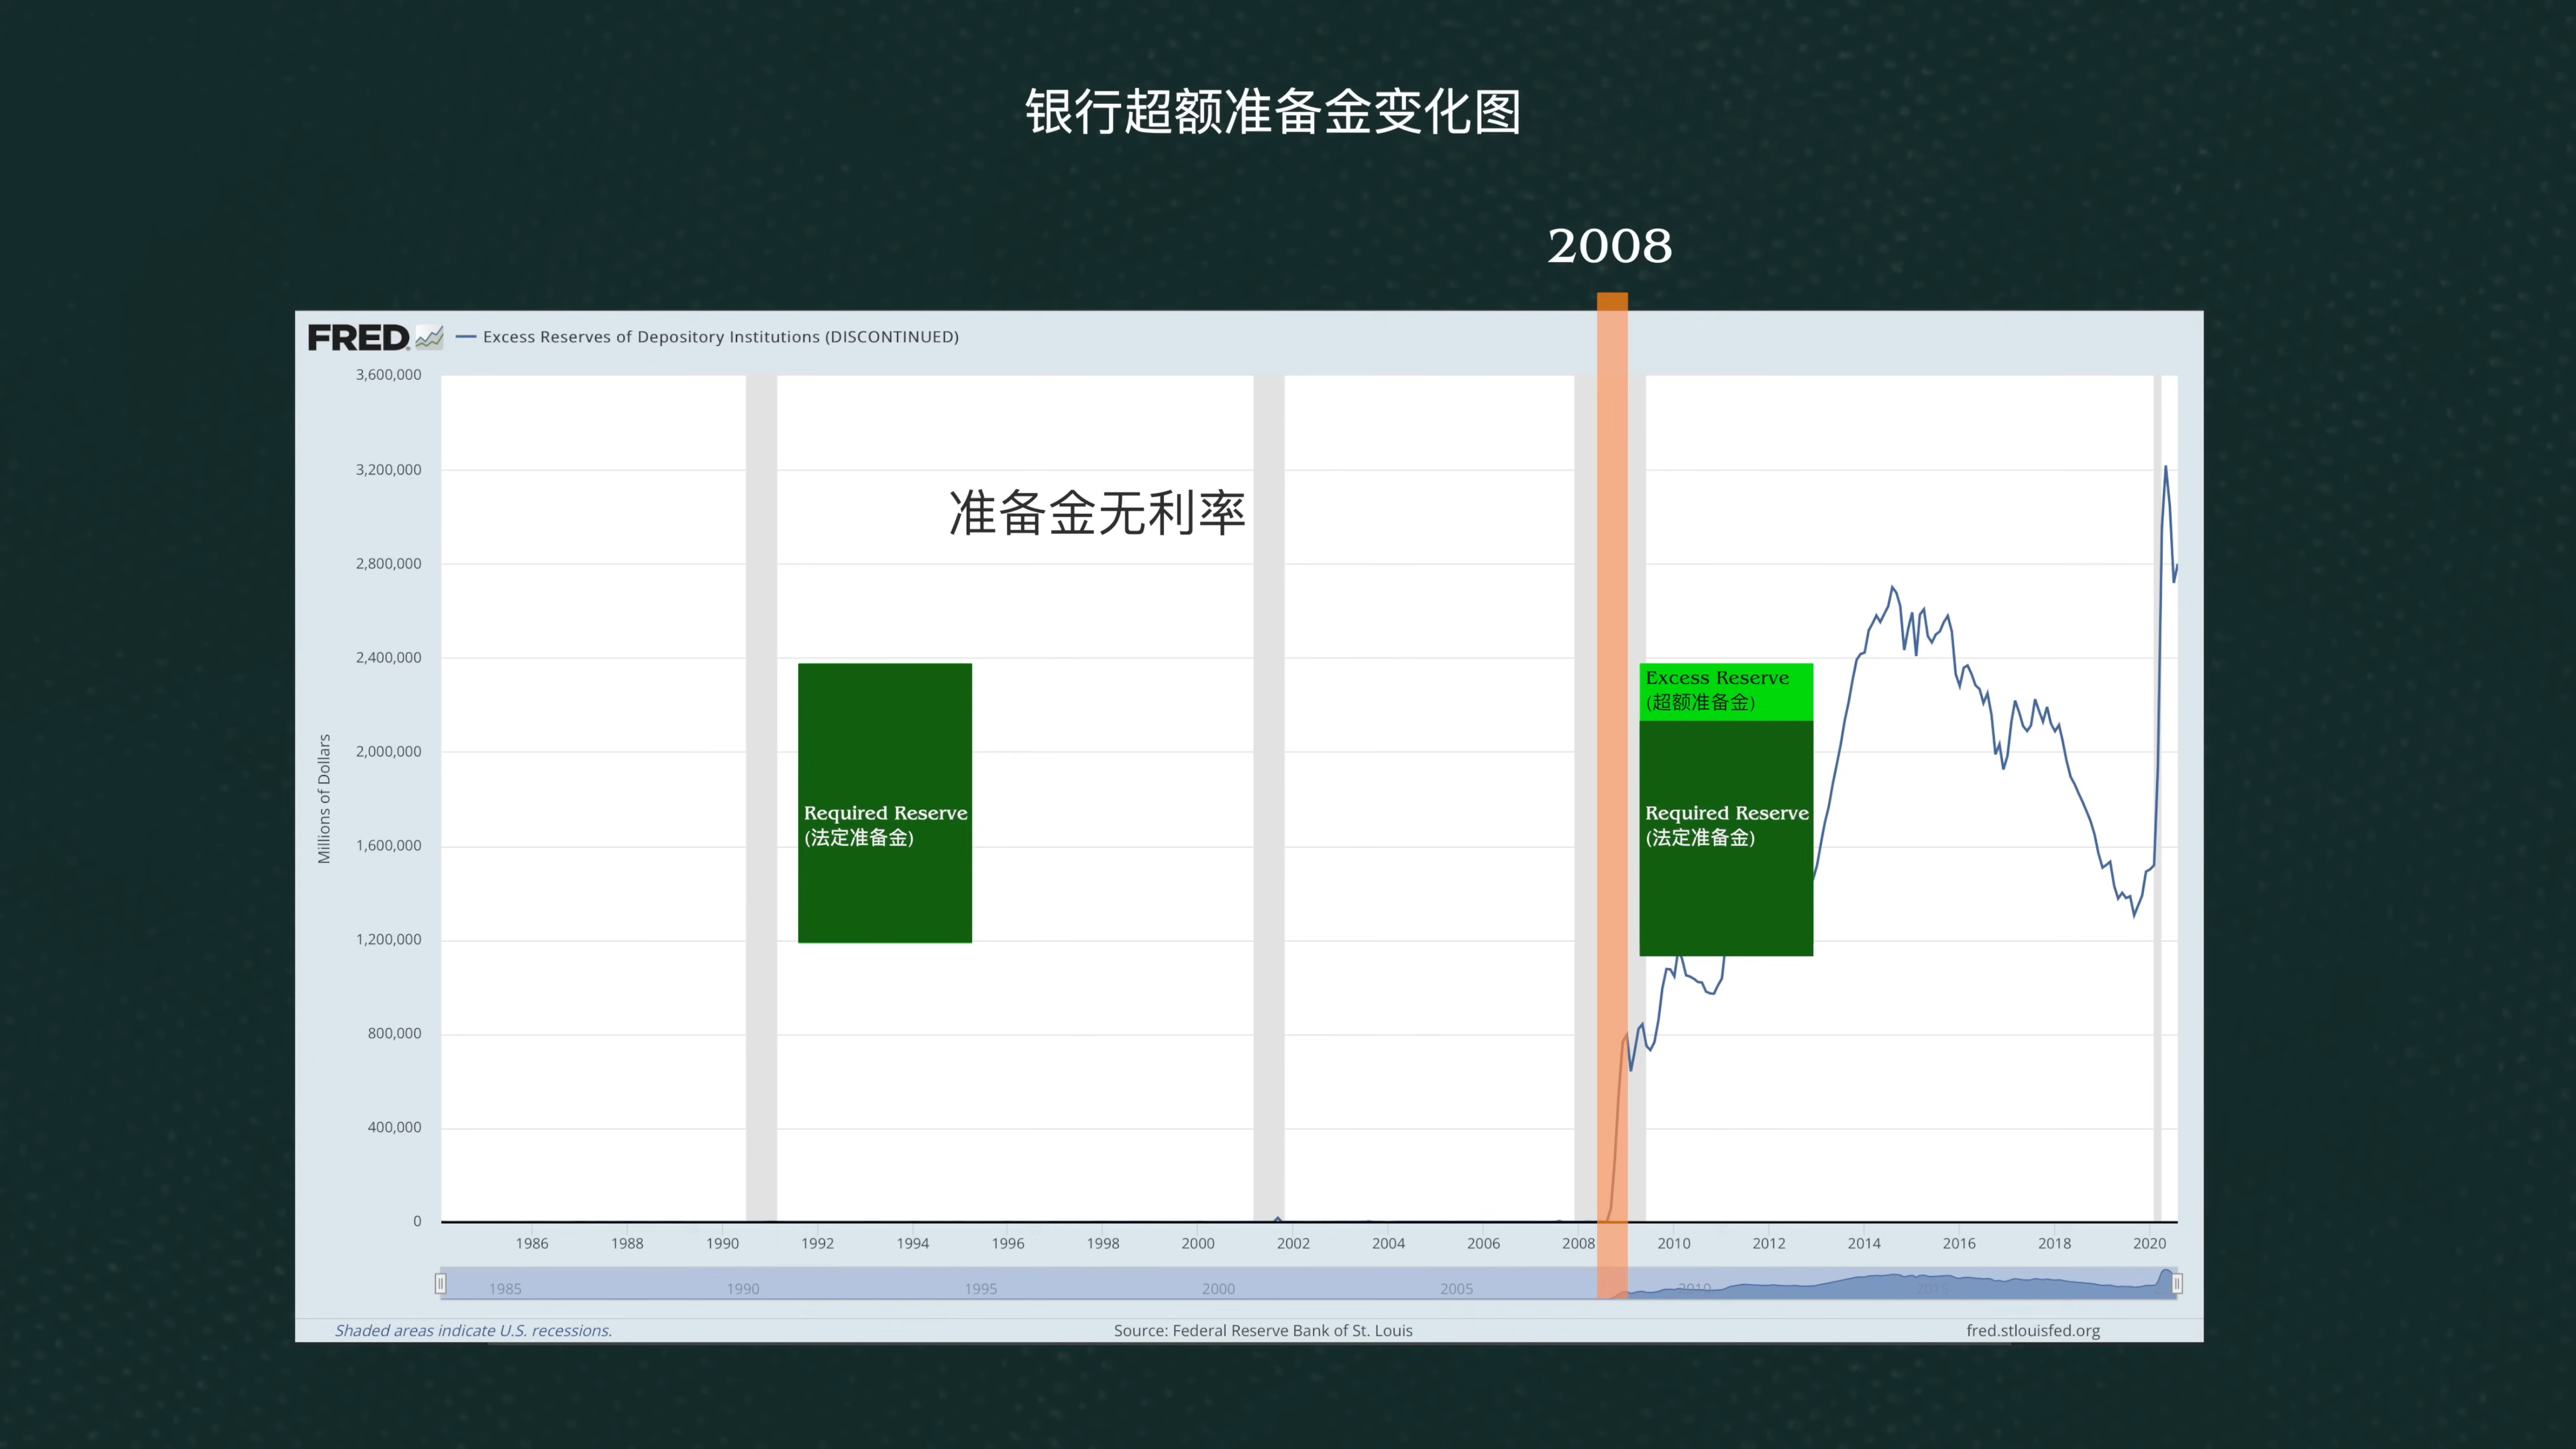 银行超额准备金变化图
2008
FRED
Excess Reserves of Depository Institutions (DISCONTINUED)
3,600,000
3,200,000
2,800,000
2,400,000
2,000,000
1,600,000
1,200,000
800,000
400,000
0
Millions of Dollars
准备金无利率
Required Reserve
(法定准备金)
Excess Reserve
(超额准备金)
Required Reserve
(法定准备金)
1986 1988 1990 1992 1994 1996 1998 2000 2002 2004 2006 2008 2010 2012 2014 2016 2018 2020
1985 1990 1995 2000 2005 2010 2015
Shaded areas indicate U.S. recessions.
Source: Federal Reserve Bank of St. Louis
fred.stlouisfed.org